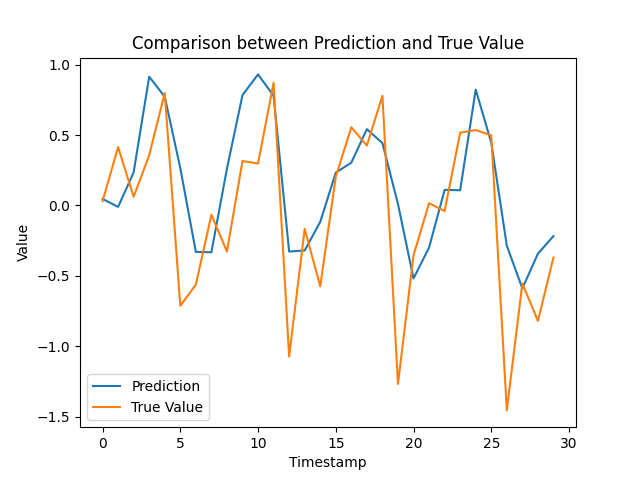 Comparison between Prediction and True Value
Value
1.0
0.5
0.0
−0.5
−1.0
−1.5
Prediction
True Value
0 5 10 15 20 25 30
Timestamp